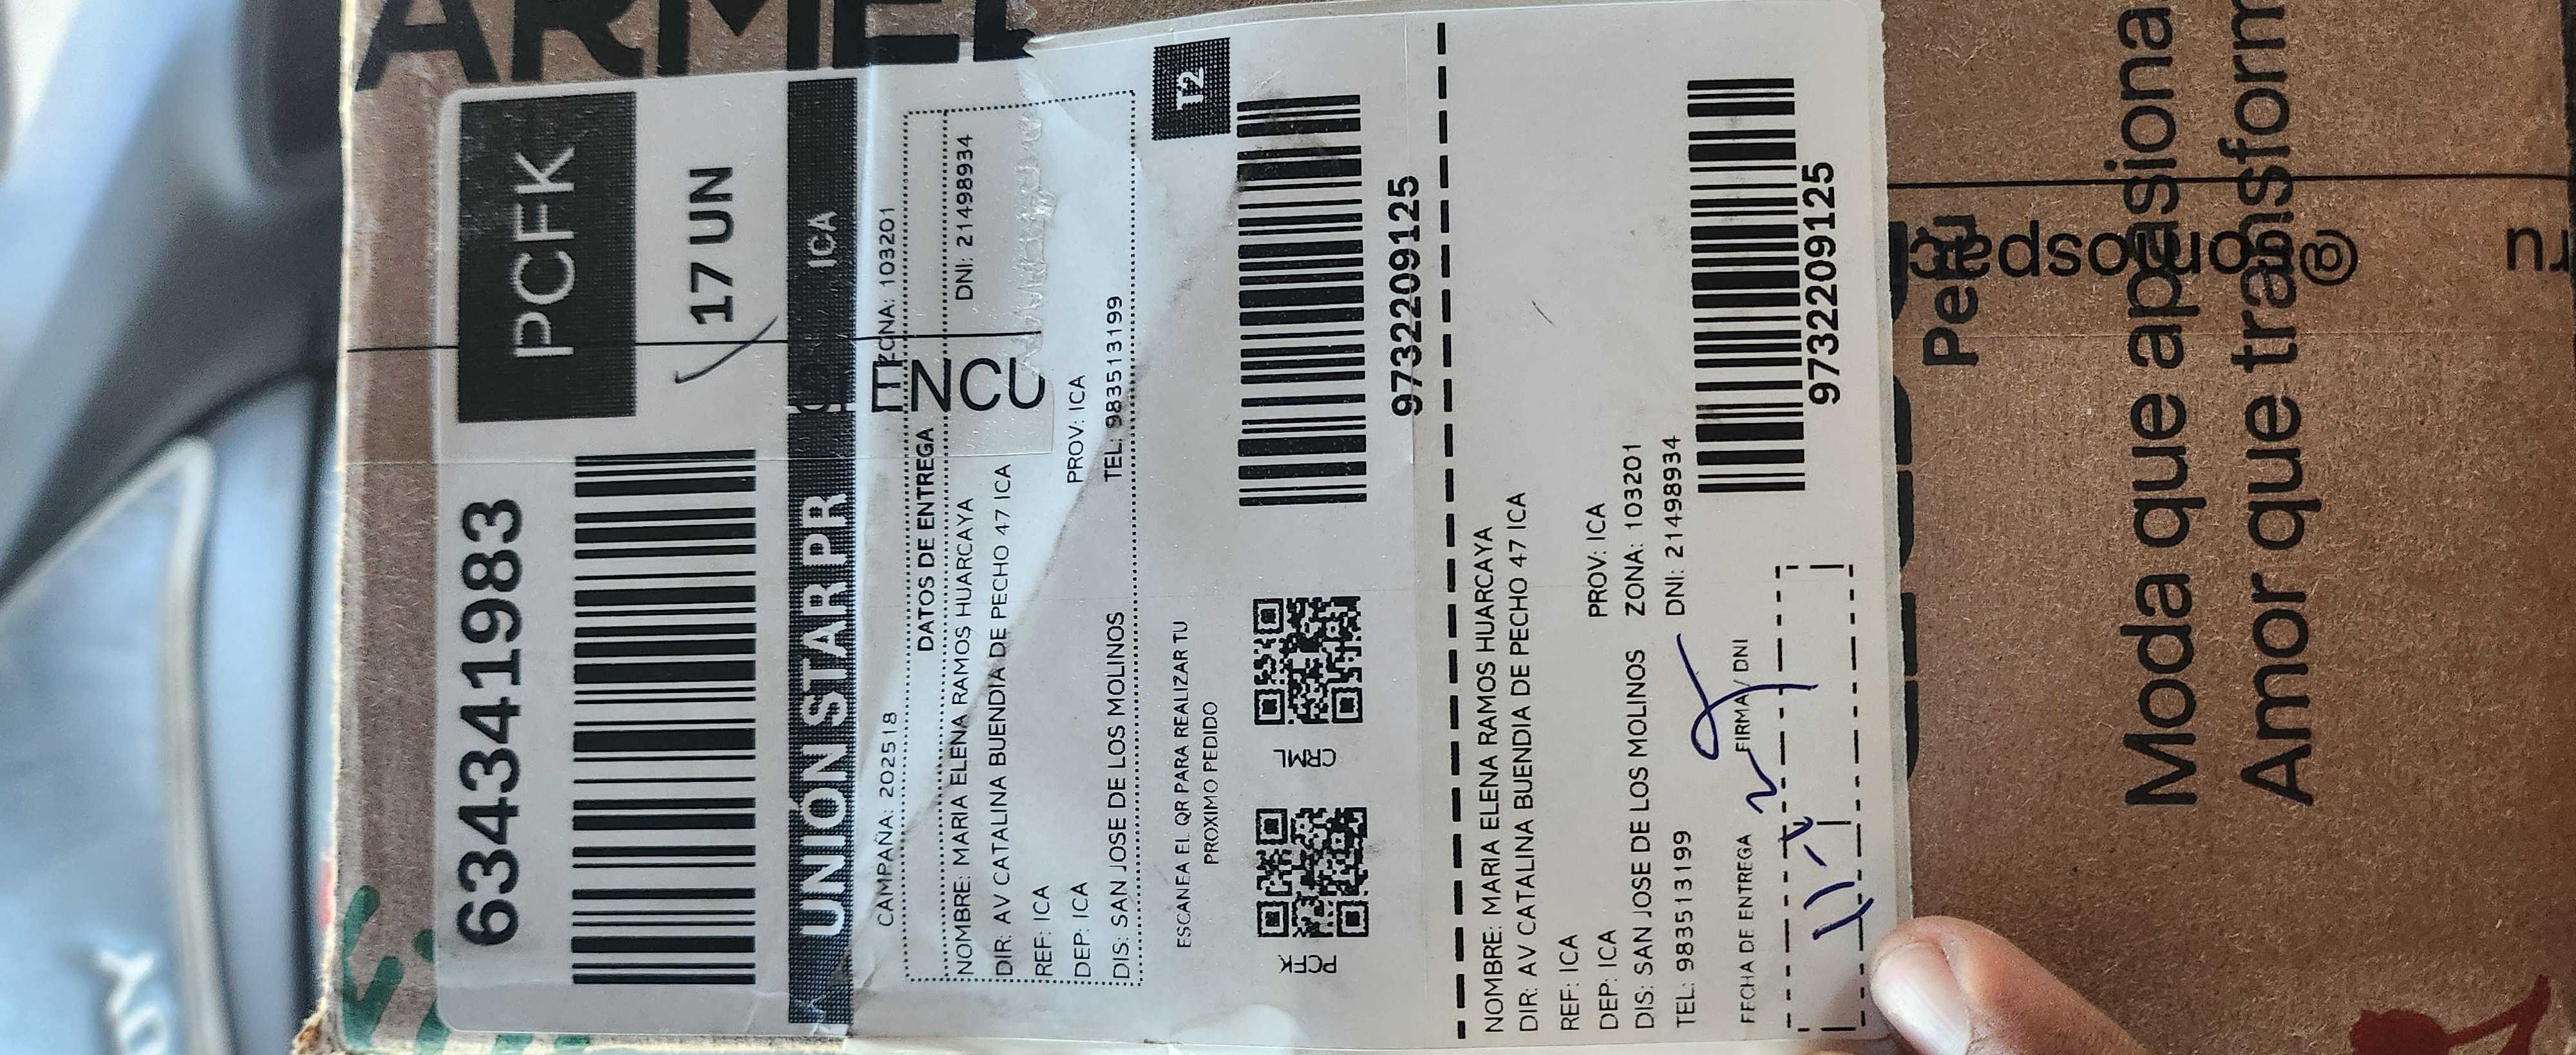 ARMEL
PCFK
634341983
17 UN
UNIÓN STAR PR
ICA
CAMPAÑA: 202518
ZONA: 103201
ENCU
DATOS DE ENTREGA
NOMBRE: MARIA ELENA RAMOS HUARCAYA
DNI: 21498934
DIR: AV CATALINA BUENDIA DE PECHO 47 ICA
REF: ICA
DEP: ICA
PROV: ICA
DIS: SAN JOSE DE LOS MOLINOS
TEL: 983513199
ESCANEA EL QR PARA REALIZAR TU
PROXIMO PEDIDO
12
PCFK
CRML
9732209125
NOMBRE: MARIA ELENA RAMOS HUARCAYA
DIR: AV CATALINA BUENDIA DE PECHO 47 ICA
REF: ICA
DEP: ICA
PROV: ICA
DIS: SAN JOSE DE LOS MOLINOS
ZONA: 103201
TEL: 983513199
DNI: 21498934
FECHA DE ENTREGA
FIRMA / DNI
9732209125
Perú
Moda que apasiona
Amor que transform